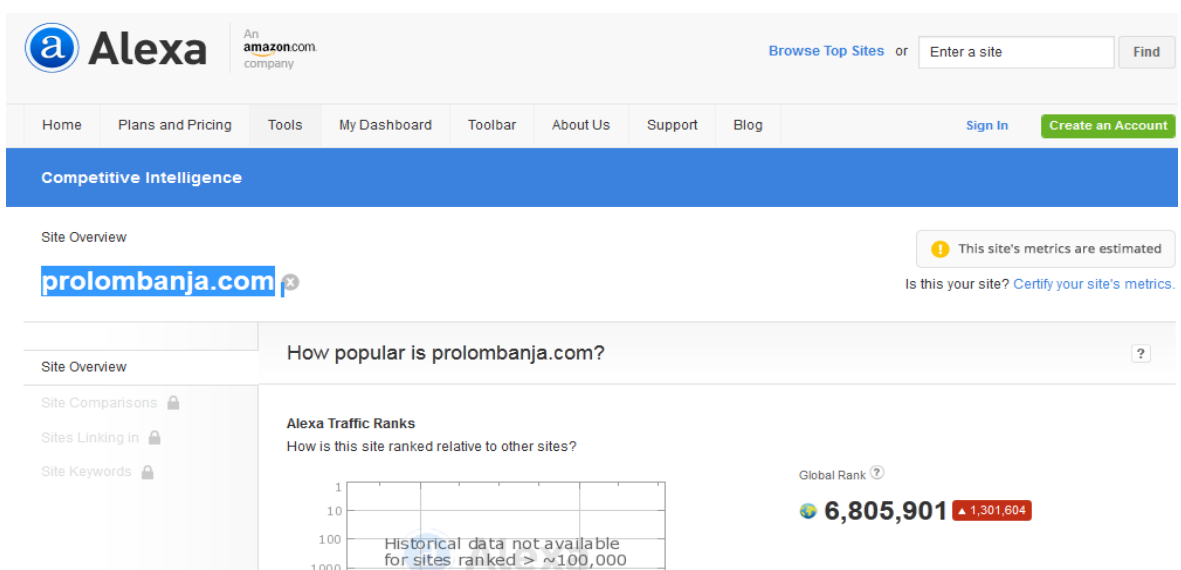 a Alexa
An
amazon.com.
company
Browse Top Sites or Enter a site Find
Home Plans and Pricing Tools My Dashboard Toolbar About Us Support Blog Sign In Create an Account
Competitive Intelligence
Site Overview
This site's metrics are estimated
prolombanja.com
Is this your site? Certify your site's metrics.
How popular is prolombanja.com? ?
Site Overview
Site Comparisons
Sites Linking in
Site Keywords
Alexa Traffic Ranks
How is this site ranked relative to other sites?
Global Rank ?
6,805,901 ▲ 1,301,604
1
10
100
1000
Historical data not available
for sites ranked > ~100,000